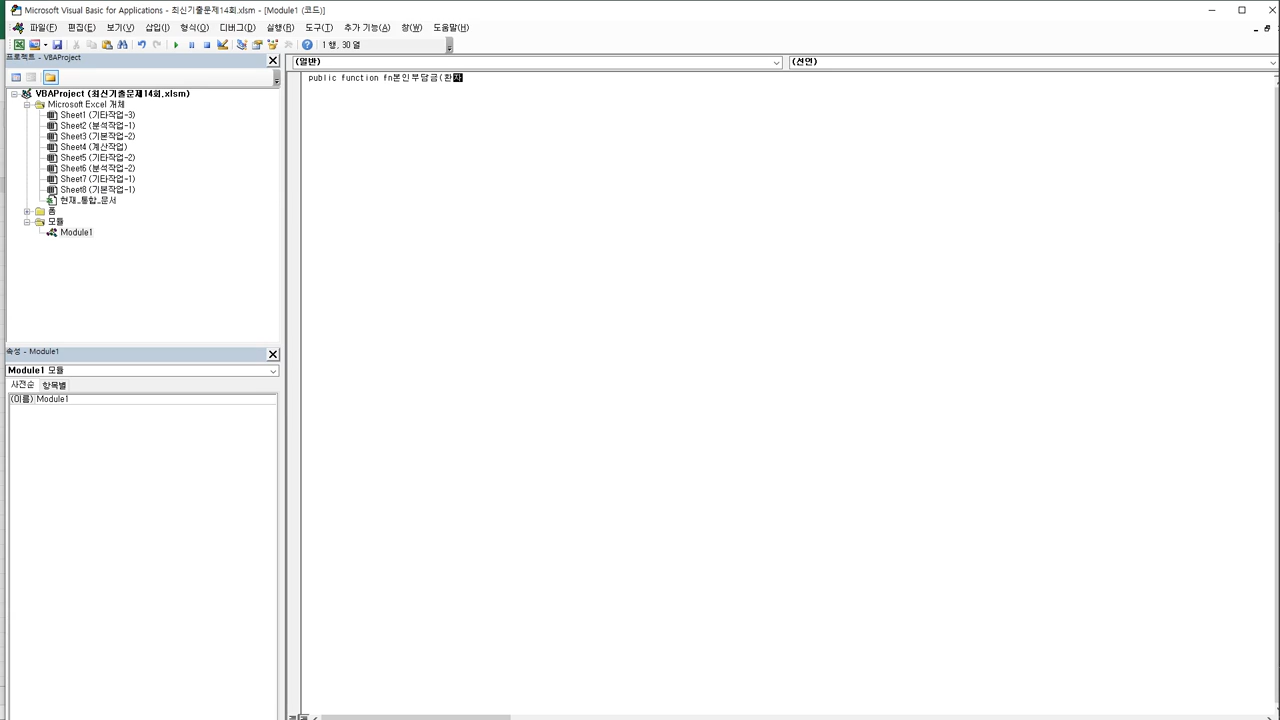 Microsoft Visual Basic for Applications - 최신기출문제14회.xlsm - [Module1 (코드)]
파일(F) 편집(E) 보기(V) 삽입(I) 형식(O) 디버그(D) 실행(R) 도구(T) 추가 기능(A) 창(W) 도움말(H)
1 행, 30 열
프로젝트 - VBAProject
(일반) (선언)
public function fn본인부담금(환자
VBAProject (최신기출문제14회.xlsm)
Microsoft Excel 개체
Sheet1 (기타작업-3)
Sheet2 (분석작업-1)
Sheet3 (기본작업-2)
Sheet4 (계산작업)
Sheet5 (기타작업-2)
Sheet6 (분석작업-2)
Sheet7 (기타작업-1)
Sheet8 (기본작업-1)
현재_통합_문서
폼
모듈
Module1
속성 - Module1
Module1 모듈
사전순 항목별
(이름) Module1